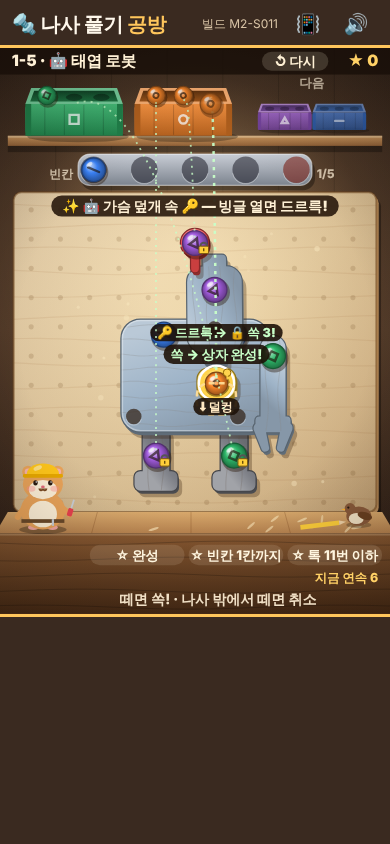 🔩 나사 풀기 공방
빌드 M2-S011
1-5 · 🤖 태엽 로봇
다시
★ 0
다음
빈칸
1/5
✨ 🤖 가슴 덮개 속 🔑 — 빙글 열면 드르륵!
🔑 드르륵 → 🔒 쏙 3!
쏙 → 상자 완성!
⬇ 덜컹
☆ 완성
☆ 빈칸 1칸까지
☆ 톡 11번 이하
지금 연속 6
떼면 쏙! · 나사 밖에서 떼면 취소